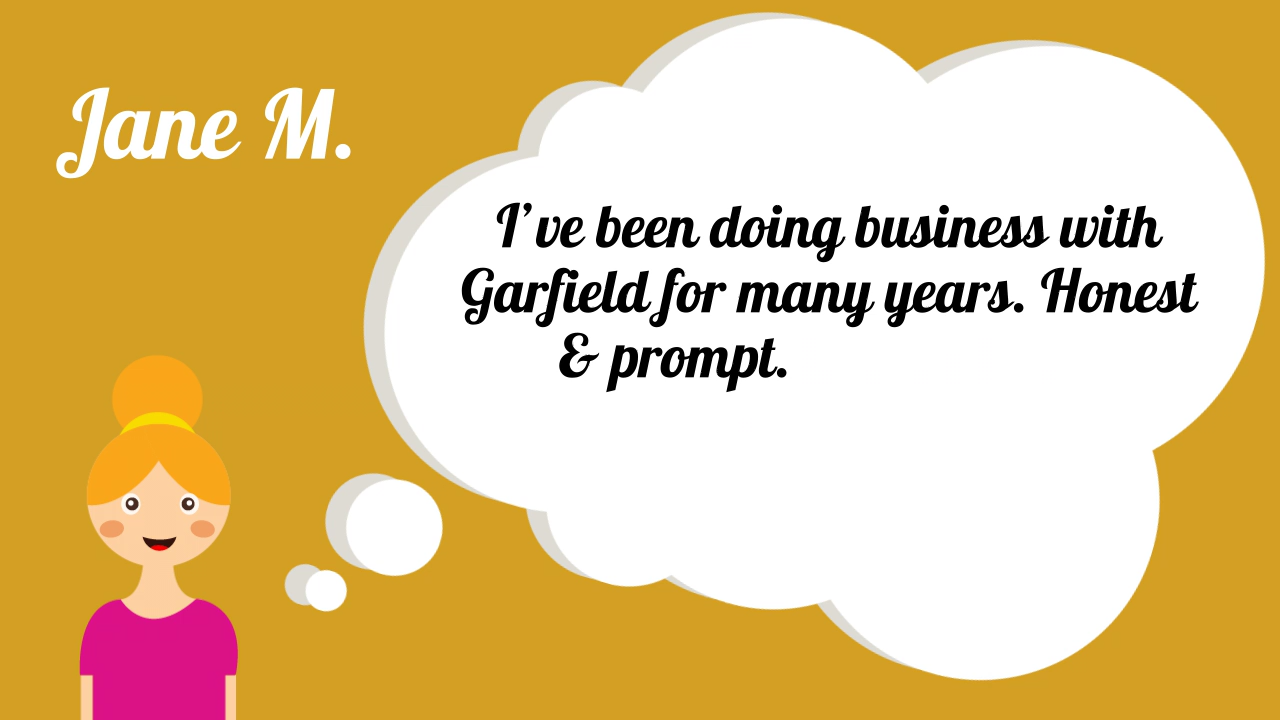 Jane M.
I've been doing business with
Garfield for many years. Honest
& prompt.